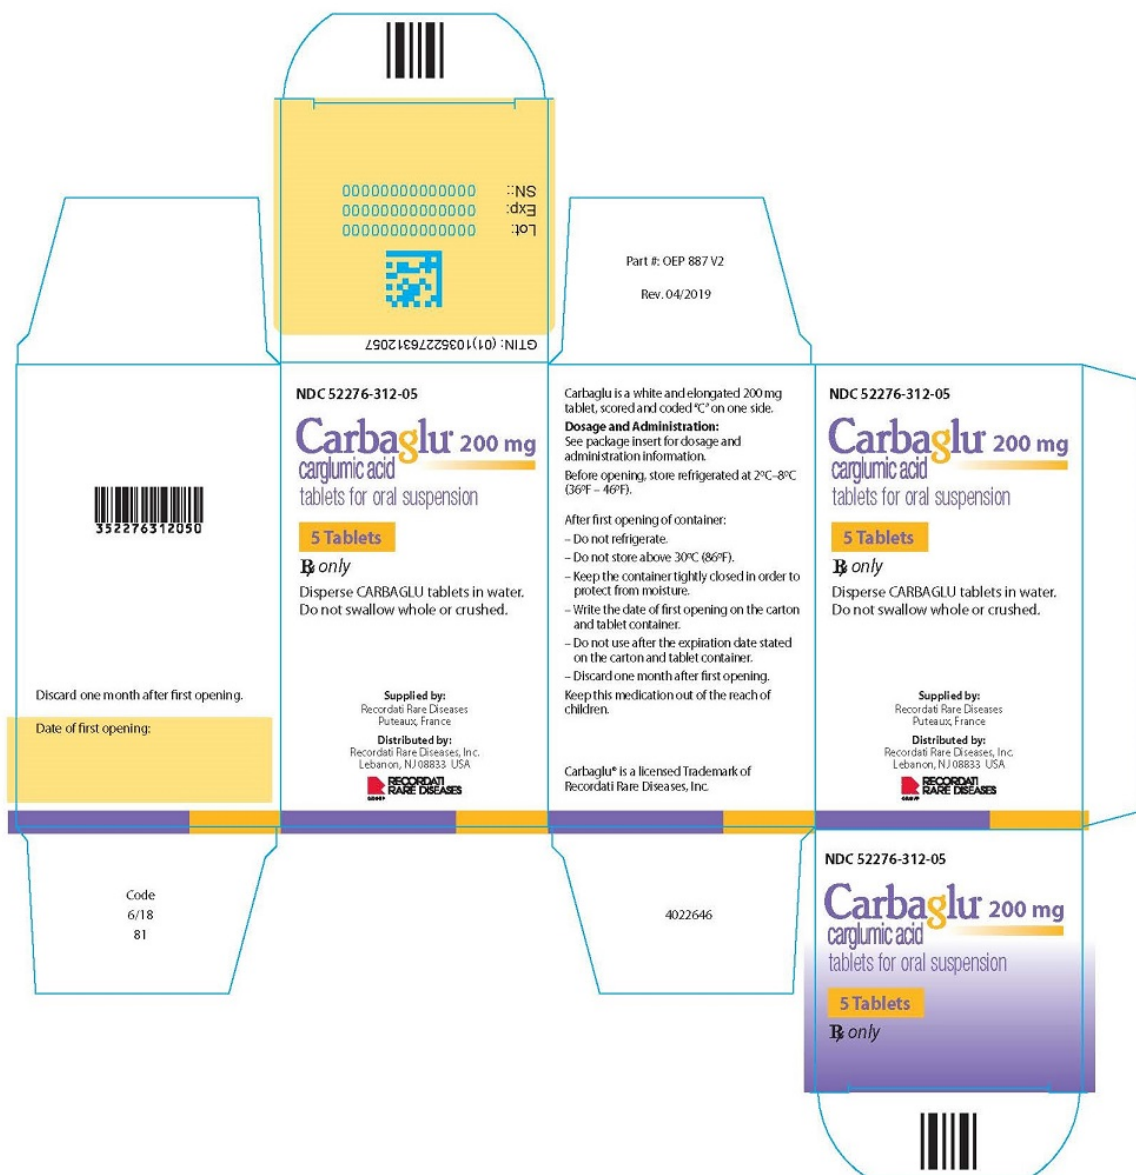 SN: 00000000000000
Exp: 00000000000000
Lot: 00000000000000
GTIN: (01)10352276312057
Part #: OEP 887 V2
Rev. 04/2019
352276312050
Discard one month after first opening.
Date of first opening:
NDC 52276-312-05
Carbaglu 200 mg
carglumic acid
tablets for oral suspension
5 Tablets
℞ only
Disperse CARBAGLU tablets in water.
Do not swallow whole or crushed.
Supplied by:
Recordati Rare Diseases
Puteaux, France
Distributed by:
Recordati Rare Diseases, Inc.
Lebanon, NJ 08833 USA
RECORDATI
RARE DISEASES
GROUP
Carbaglu is a white and elongated 200 mg
tablet, scored and coded "C" on one side.
Dosage and Administration:
See package insert for dosage and
administration information.
Before opening, store refrigerated at 2ºC–8ºC
(36ºF – 46ºF).
After first opening of container:
– Do not refrigerate.
– Do not store above 30ºC (86ºF).
– Keep the container tightly closed in order to
protect from moisture.
– Write the date of first opening on the carton
and tablet container.
– Do not use after the expiration date stated
on the carton and tablet container.
– Discard one month after first opening.
Keep this medication out of the reach of
children.
Carbaglu® is a licensed Trademark of
Recordati Rare Diseases, Inc.
NDC 52276-312-05
Carbaglu 200 mg
carglumic acid
tablets for oral suspension
5 Tablets
℞ only
Disperse CARBAGLU tablets in water.
Do not swallow whole or crushed.
Supplied by:
Recordati Rare Diseases
Puteaux, France
Distributed by:
Recordati Rare Diseases, Inc.
Lebanon, NJ 08833 USA
RECORDATI
RARE DISEASES
GROUP
Code
6/18
81
4022646
NDC 52276-312-05
Carbaglu 200 mg
carglumic acid
tablets for oral suspension
5 Tablets
℞ only